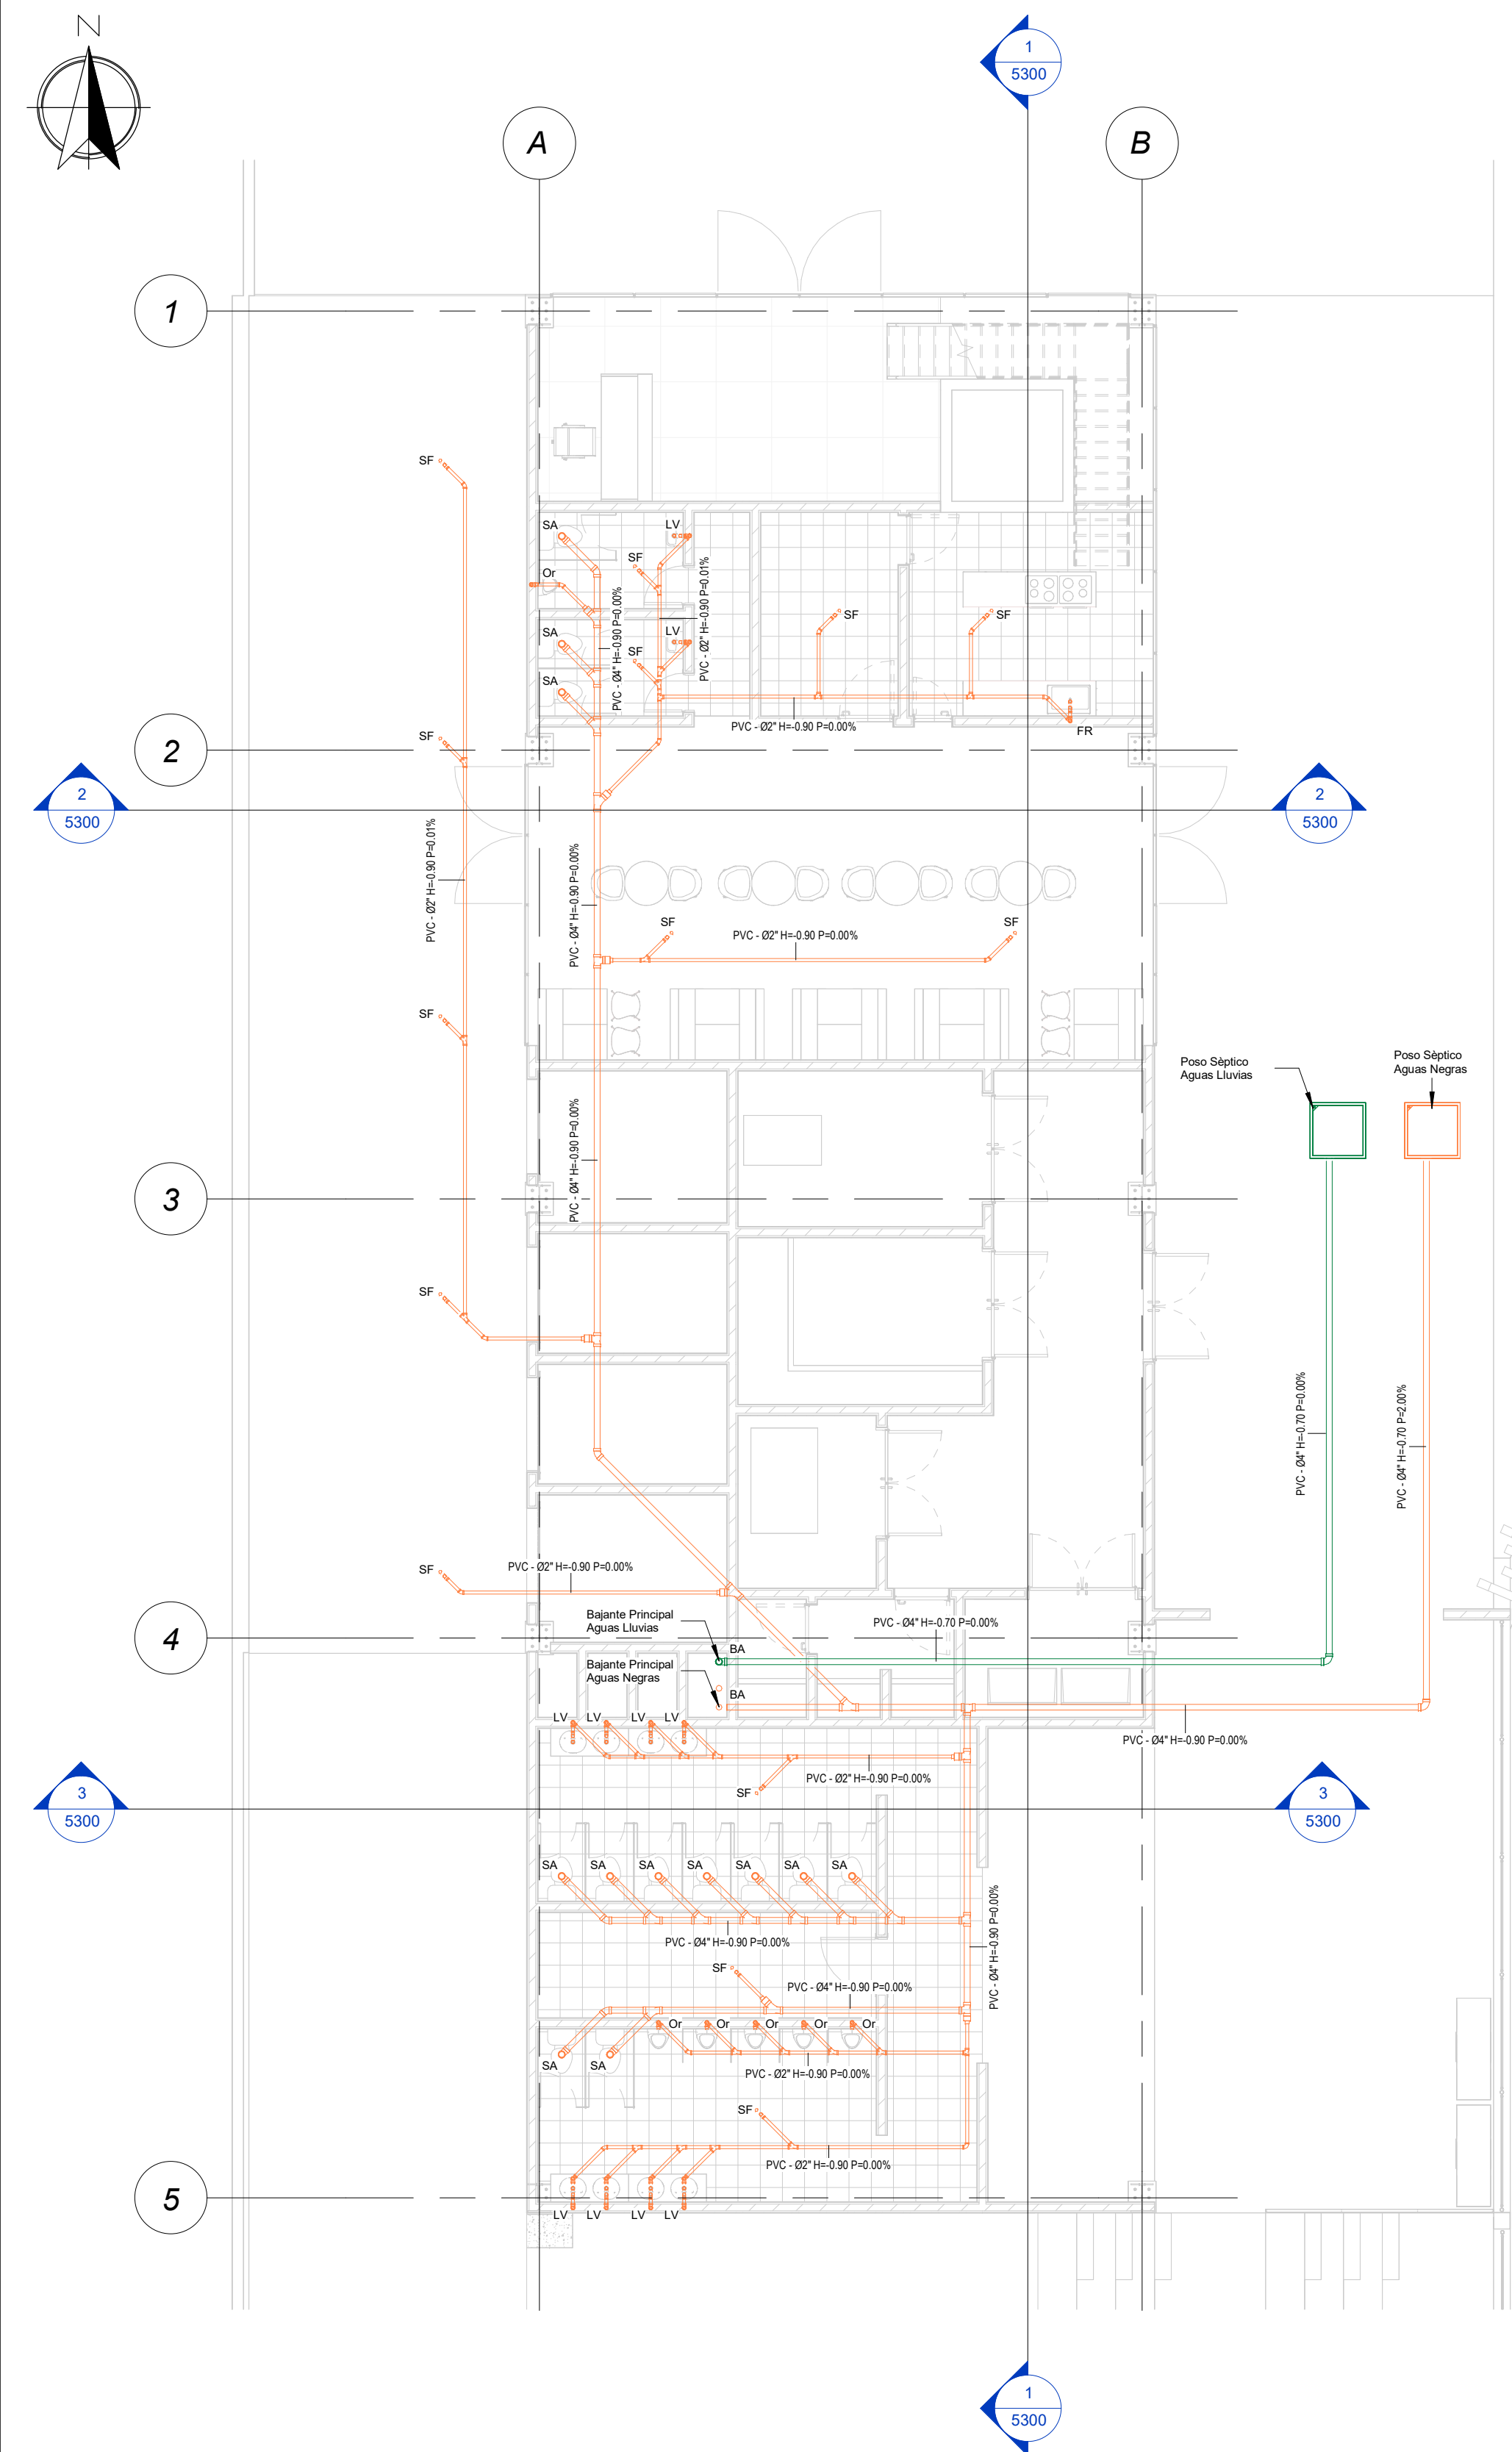 N
1
5300
A
B
1
SF
SA
LV
SF
Or
PVC - Ø4" H=-0.90 P=0.00%
PVC - Ø2" H=-0.90 P=0.01%
SF
SF
SA
LV
SF
SA
PVC - Ø2" H=-0.90 P=0.00%
FR
SF
2
2
5300
2
5300
PVC - Ø2" H=-0.90 P=0.01%
PVC - Ø4" H=-0.90 P=0.00%
SF
PVC - Ø2" H=-0.90 P=0.00%
SF
SF
Poso Sèptico
Aguas Lluvias
Poso Sèptico
Aguas Negras
PVC - Ø4" H=-0.90 P=0.00%
3
SF
PVC - Ø4" H=-0.70 P=0.00%
PVC - Ø4" H=-0.70 P=2.00%
SF
PVC - Ø2" H=-0.90 P=0.00%
Bajante Principal
Aguas Lluvias
PVC - Ø4" H=-0.70 P=0.00%
4
BA
Bajante Principal
Aguas Negras
BA
LV
LV
LV
LV
PVC - Ø4" H=-0.90 P=0.00%
PVC - Ø2" H=-0.90 P=0.00%
SF
3
5300
3
5300
SA
SA
SA
SA
SA
SA
SA
PVC - Ø4" H=-0.90 P=0.00%
PVC - Ø4" H=-0.90 P=0.00%
SF
PVC - Ø4" H=-0.90 P=0.00%
Or
Or
Or
Or
Or
SA
SA
PVC - Ø2" H=-0.90 P=0.00%
SF
PVC - Ø2" H=-0.90 P=0.00%
5
LV
LV
LV
LV
1
5300